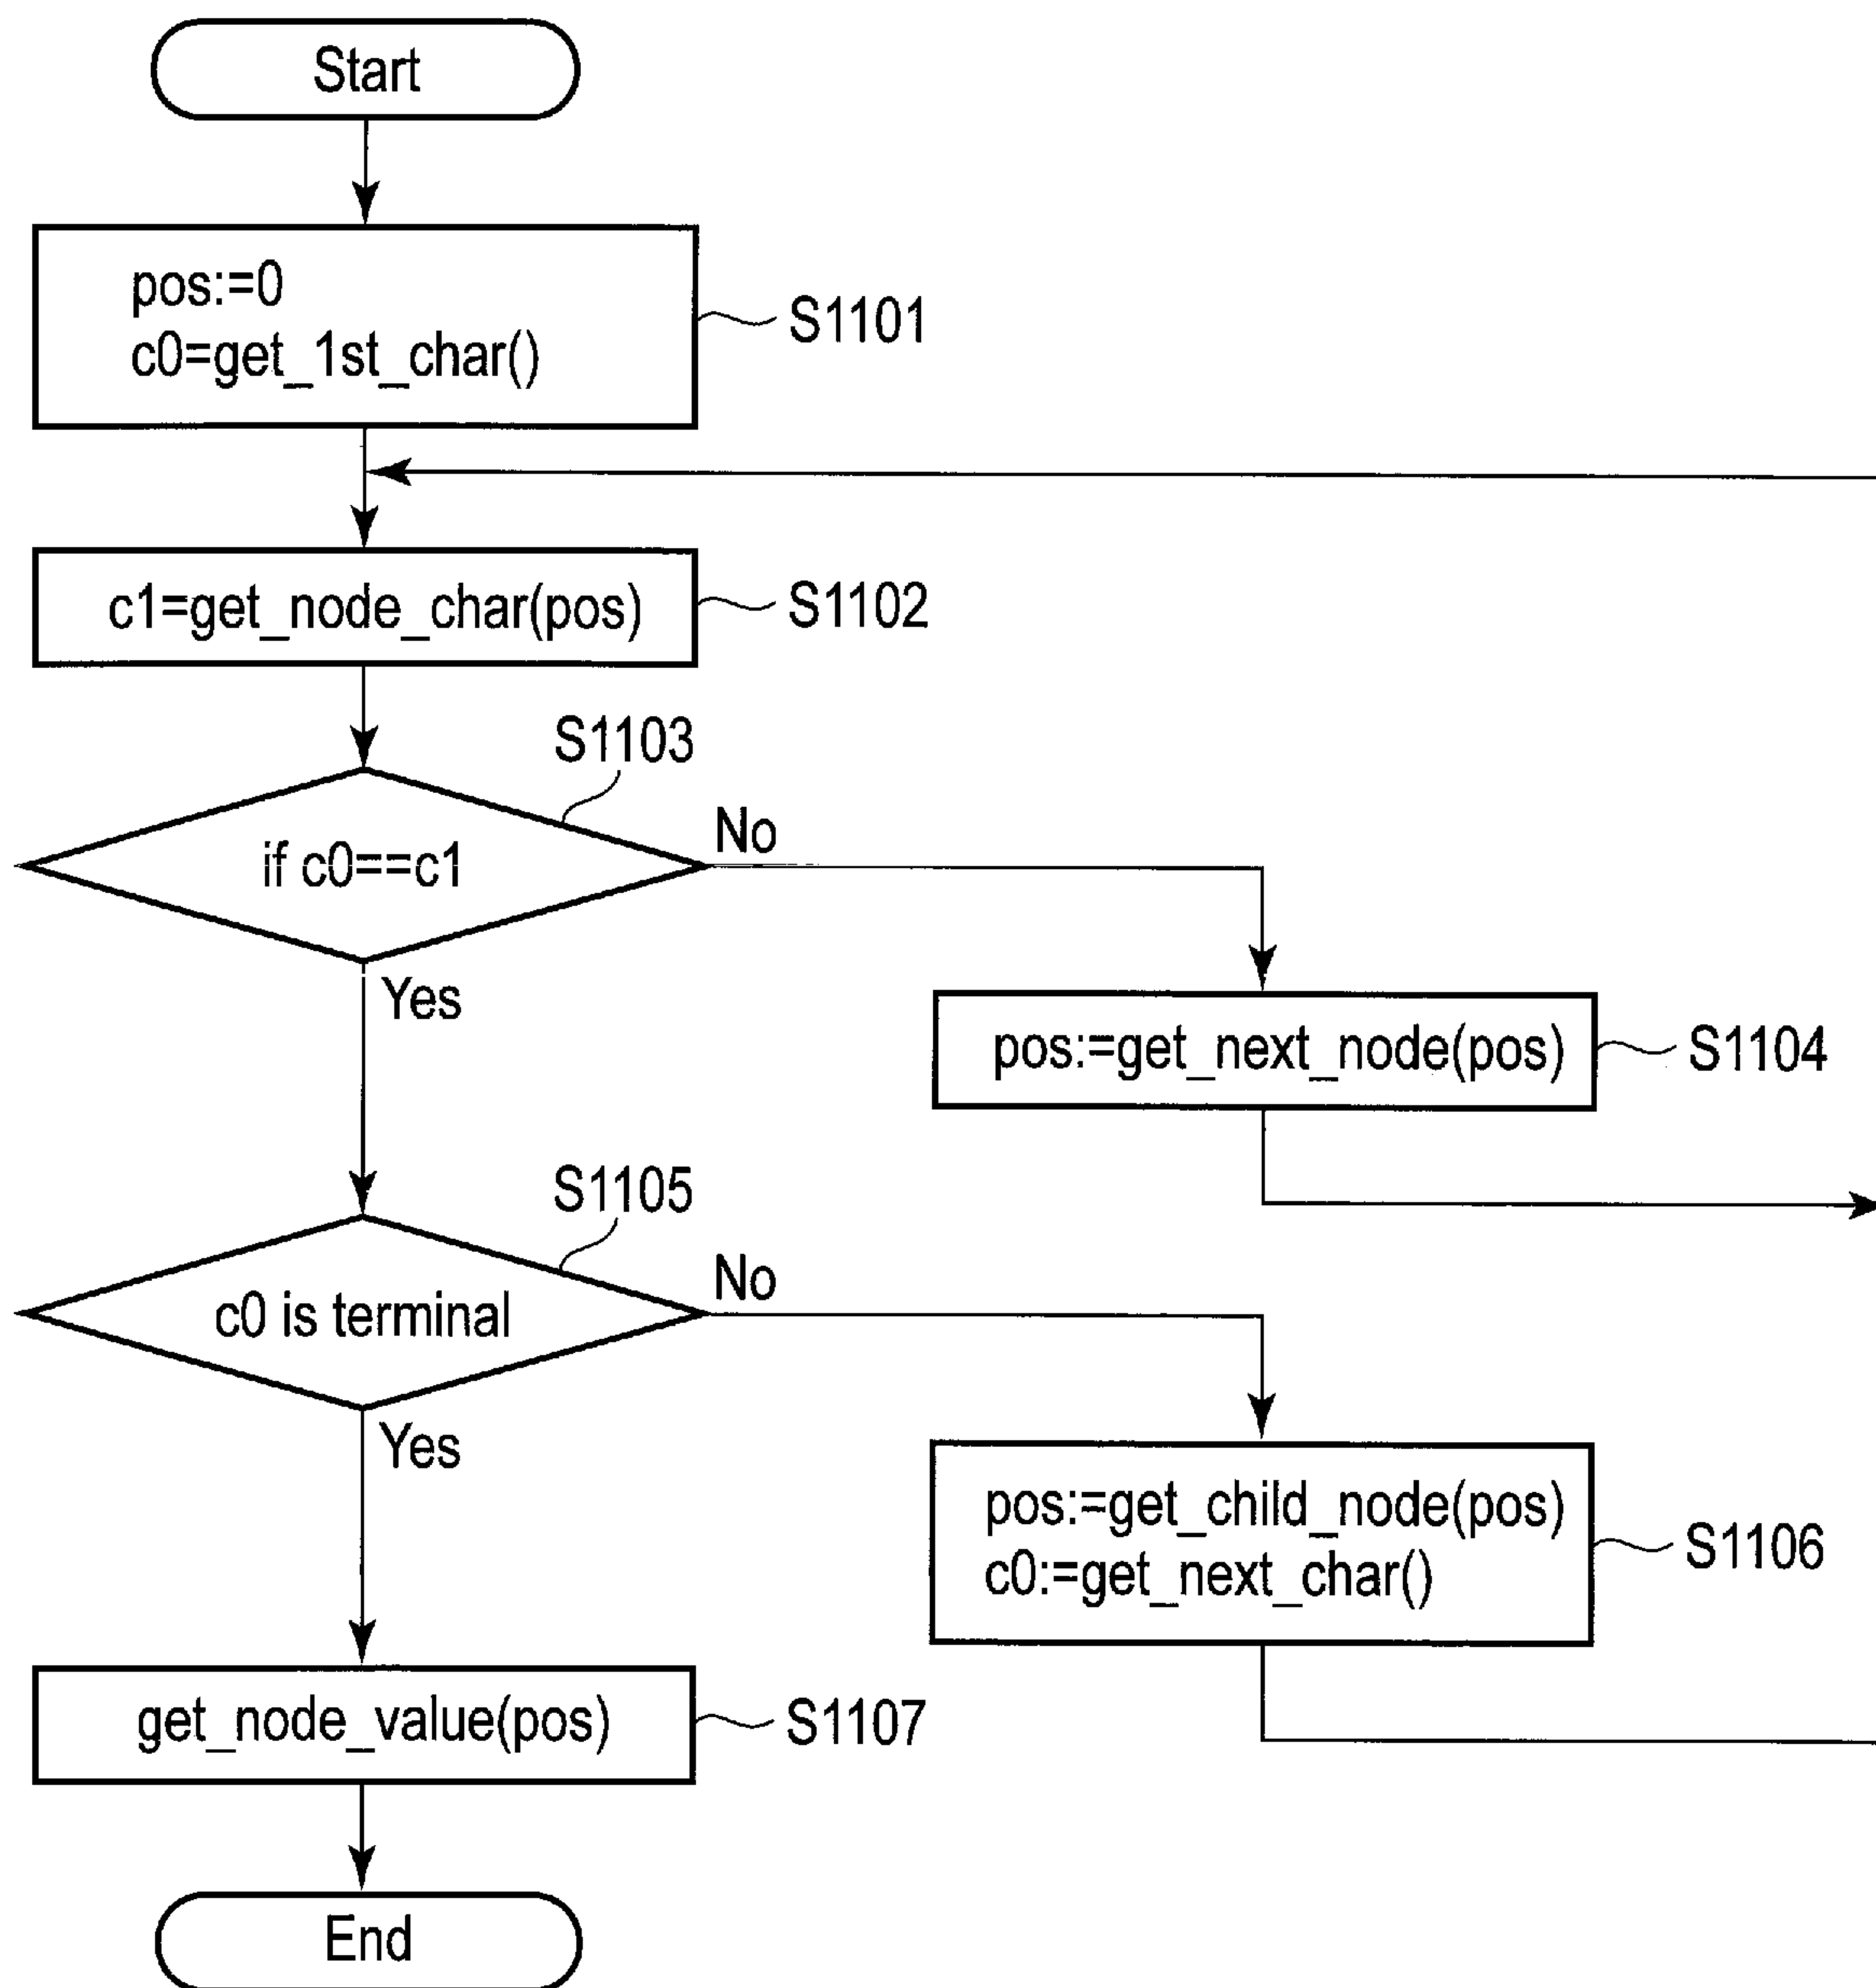 Start
pos:=0
c0=get_1st_char()
S1101
c1=get_node_char(pos)
S1102
S1103
if c0==c1
No
Yes
pos:=get_next_node(pos)
S1104
S1105
c0 is terminal
No
Yes
pos:=get_child_node(pos)
c0:=get_next_char()
S1106
get_node_value(pos)
S1107
End